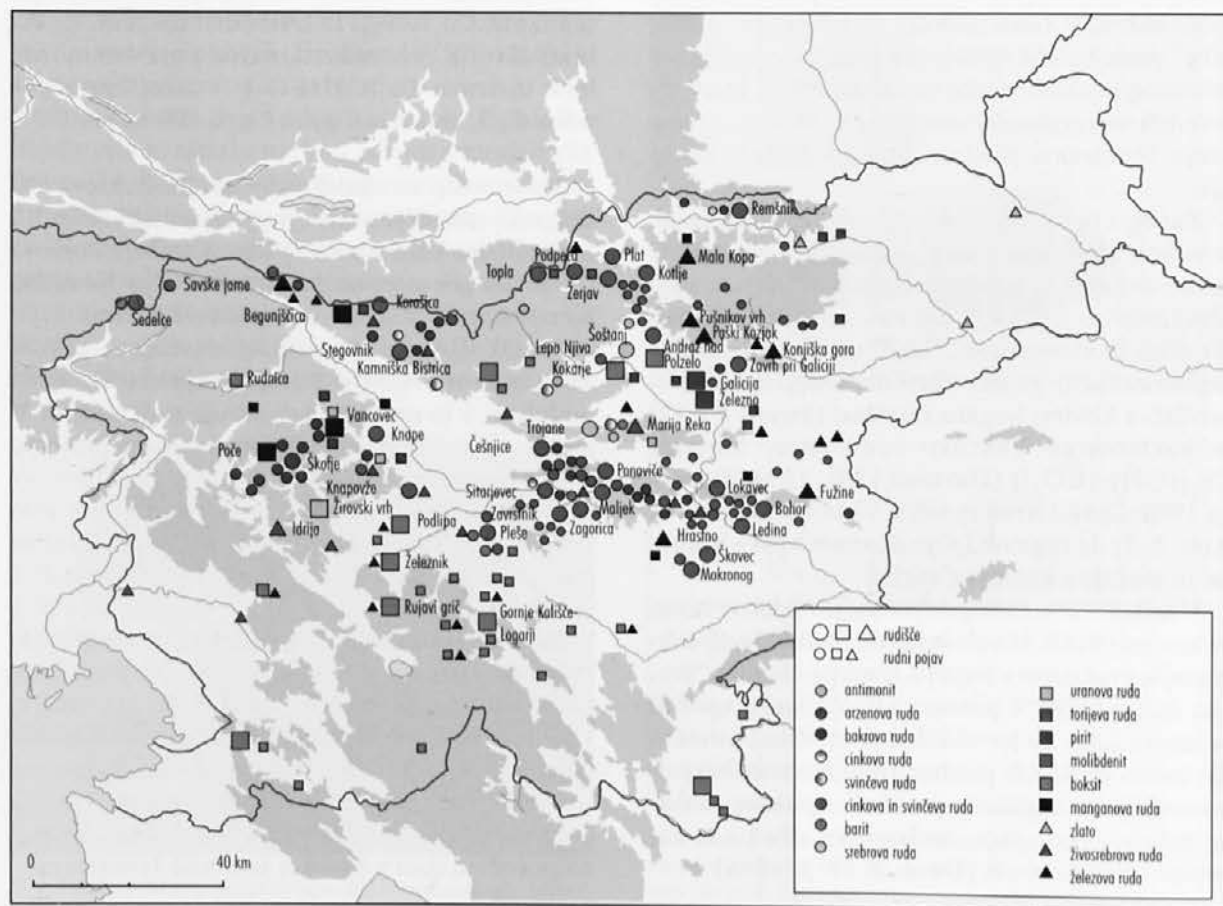 Remšnik
Podpeca
Plat
Mala Kopa
Topla
Kotlje
Žerjav
Savske jame
Sedelce
Begunjščica
Korošica
Pušnikov vrh
Paški Kozjak
Šoštanj
Stegovnik
Kamniška Bistrica
Lepa Njiva
Kokarje
Andraž nad
Polzelo
Konjiška gora
Zavrh pri Galiciji
Rudnica
Galicija
Železno
Vancovec
Knape
Trojane
Marija Reka
Češnjice
Poče
Škofje
Ponoviče
Knapovže
Sitarjevec
Lokavec
Fužine
Žirovski vrh
Zavrstnik
Maljek
Bohor
Idrija
Podlipa
Pleše
Zagorica
Ledina
Hrastno
Železnik
Škovec
Mokronog
Rujavi grič
Gornje Kališče
Logarji
rudišče
rudni pojav
antimonit
arzenova ruda
bakrova ruda
cinkova ruda
svinčeva ruda
cinkova in svinčeva ruda
barit
srebrova ruda
uranova ruda
torijeva ruda
pirit
molibdenit
boksit
manganova ruda
zlato
živosrebrova ruda
železova ruda
0 40 km